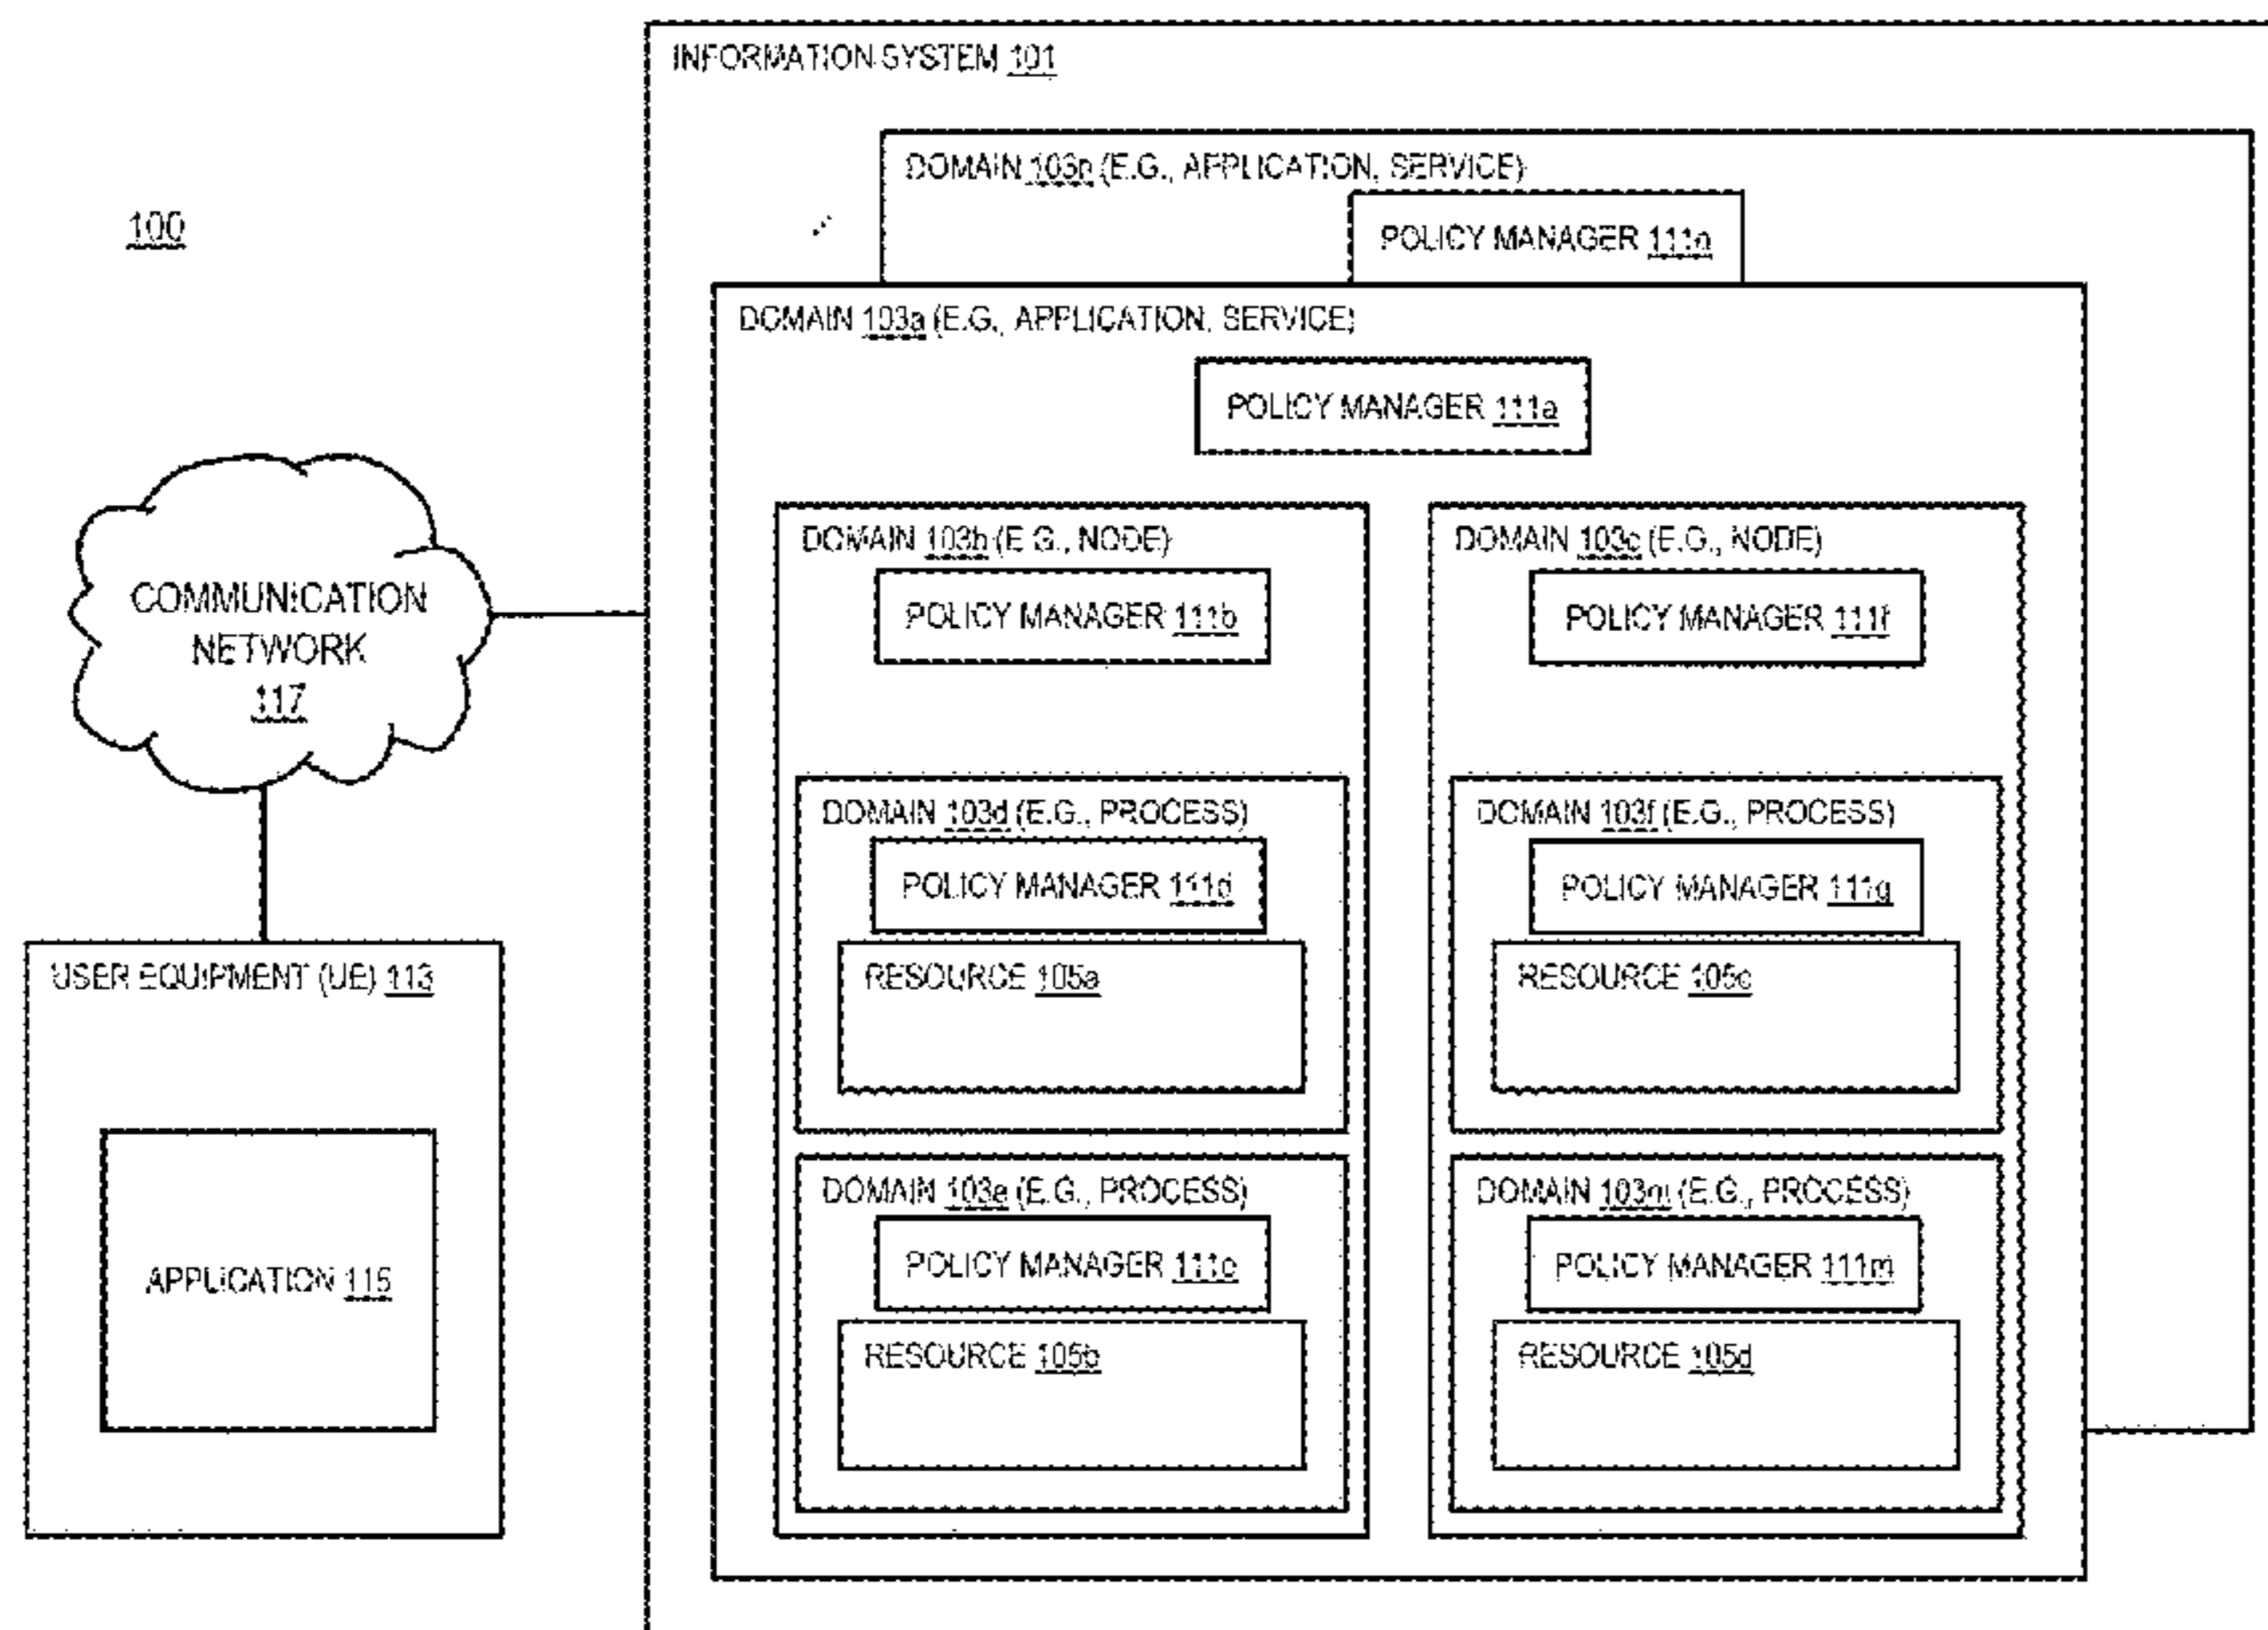 INFORMATION SYSTEM 101
DOMAIN 103n (E.G., APPLICATION, SERVICE)
100
POLICY MANAGER 111n
DOMAIN 103a (E.G., APPLICATION, SERVICE)
POLICY MANAGER 111a
DOMAIN 103b (E.G., NODE)
POLICY MANAGER 111b
DOMAIN 103c (E.G., NODE)
POLICY MANAGER 111f
COMMUNICATION
NETWORK
117
DOMAIN 103d (E.G., PROCESS)
POLICY MANAGER 111d
RESOURCE 105a
DOMAIN 103f (E.G., PROCESS)
POLICY MANAGER 111g
RESOURCE 105c
USER EQUIPMENT (UE) 113
APPLICATION 115
DOMAIN 103e (E.G., PROCESS)
POLICY MANAGER
RESOURCE 105b
DOMAIN 103m (E.G., PROCESS)
POLICY MANAGER 111m
RESOURCE 105d